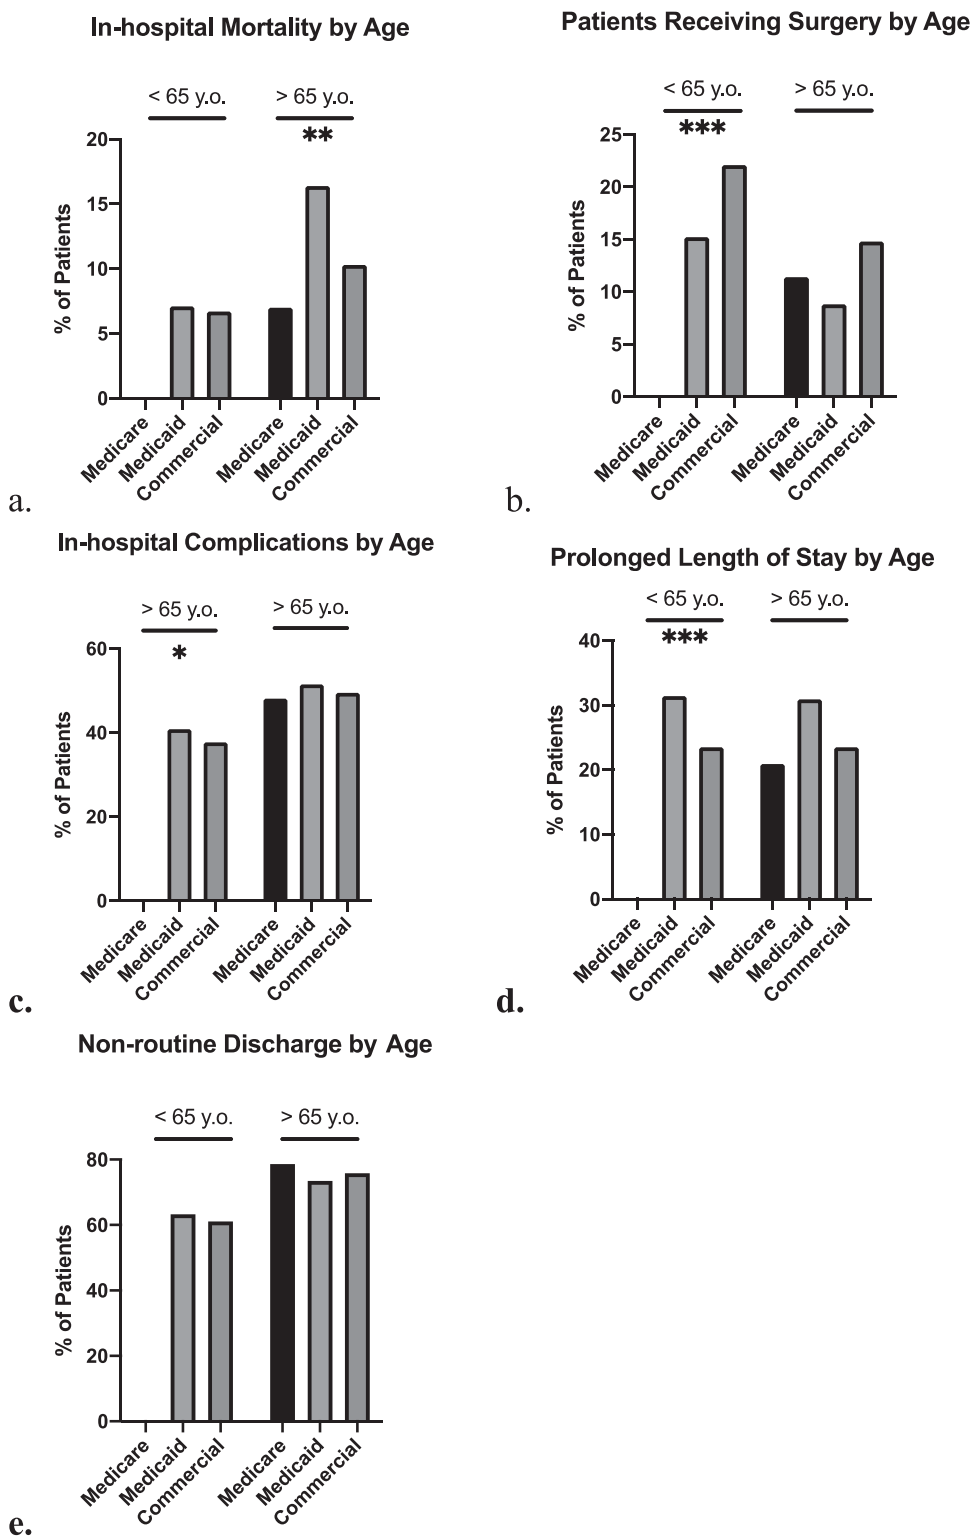 In-hospital Mortality by Age
< 65 y.o. > 65 y.o.
**
% of Patients
20
15
10
5
0
Medicare Medicaid Commercial Medicare Medicaid Commercial
a.
Patients Receiving Surgery by Age
< 65 y.o. > 65 y.o.
***
% of Patients
25
20
15
10
5
0
Medicare Medicaid Commercial Medicare Medicaid Commercial
b.
In-hospital Complications by Age
> 65 y.o. > 65 y.o.
*
% of Patients
60
40
20
0
Medicare Medicaid Commercial Medicare Medicaid Commercial
c.
Prolonged Length of Stay by Age
< 65 y.o. > 65 y.o.
***
% of Patients
40
30
20
10
0
Medicare Medicaid Commercial Medicare Medicaid Commercial
d.
Non-routine Discharge by Age
< 65 y.o. > 65 y.o.
% of Patients
80
60
40
20
0
Medicare Medicaid Commercial Medicare Medicaid Commercial
e.